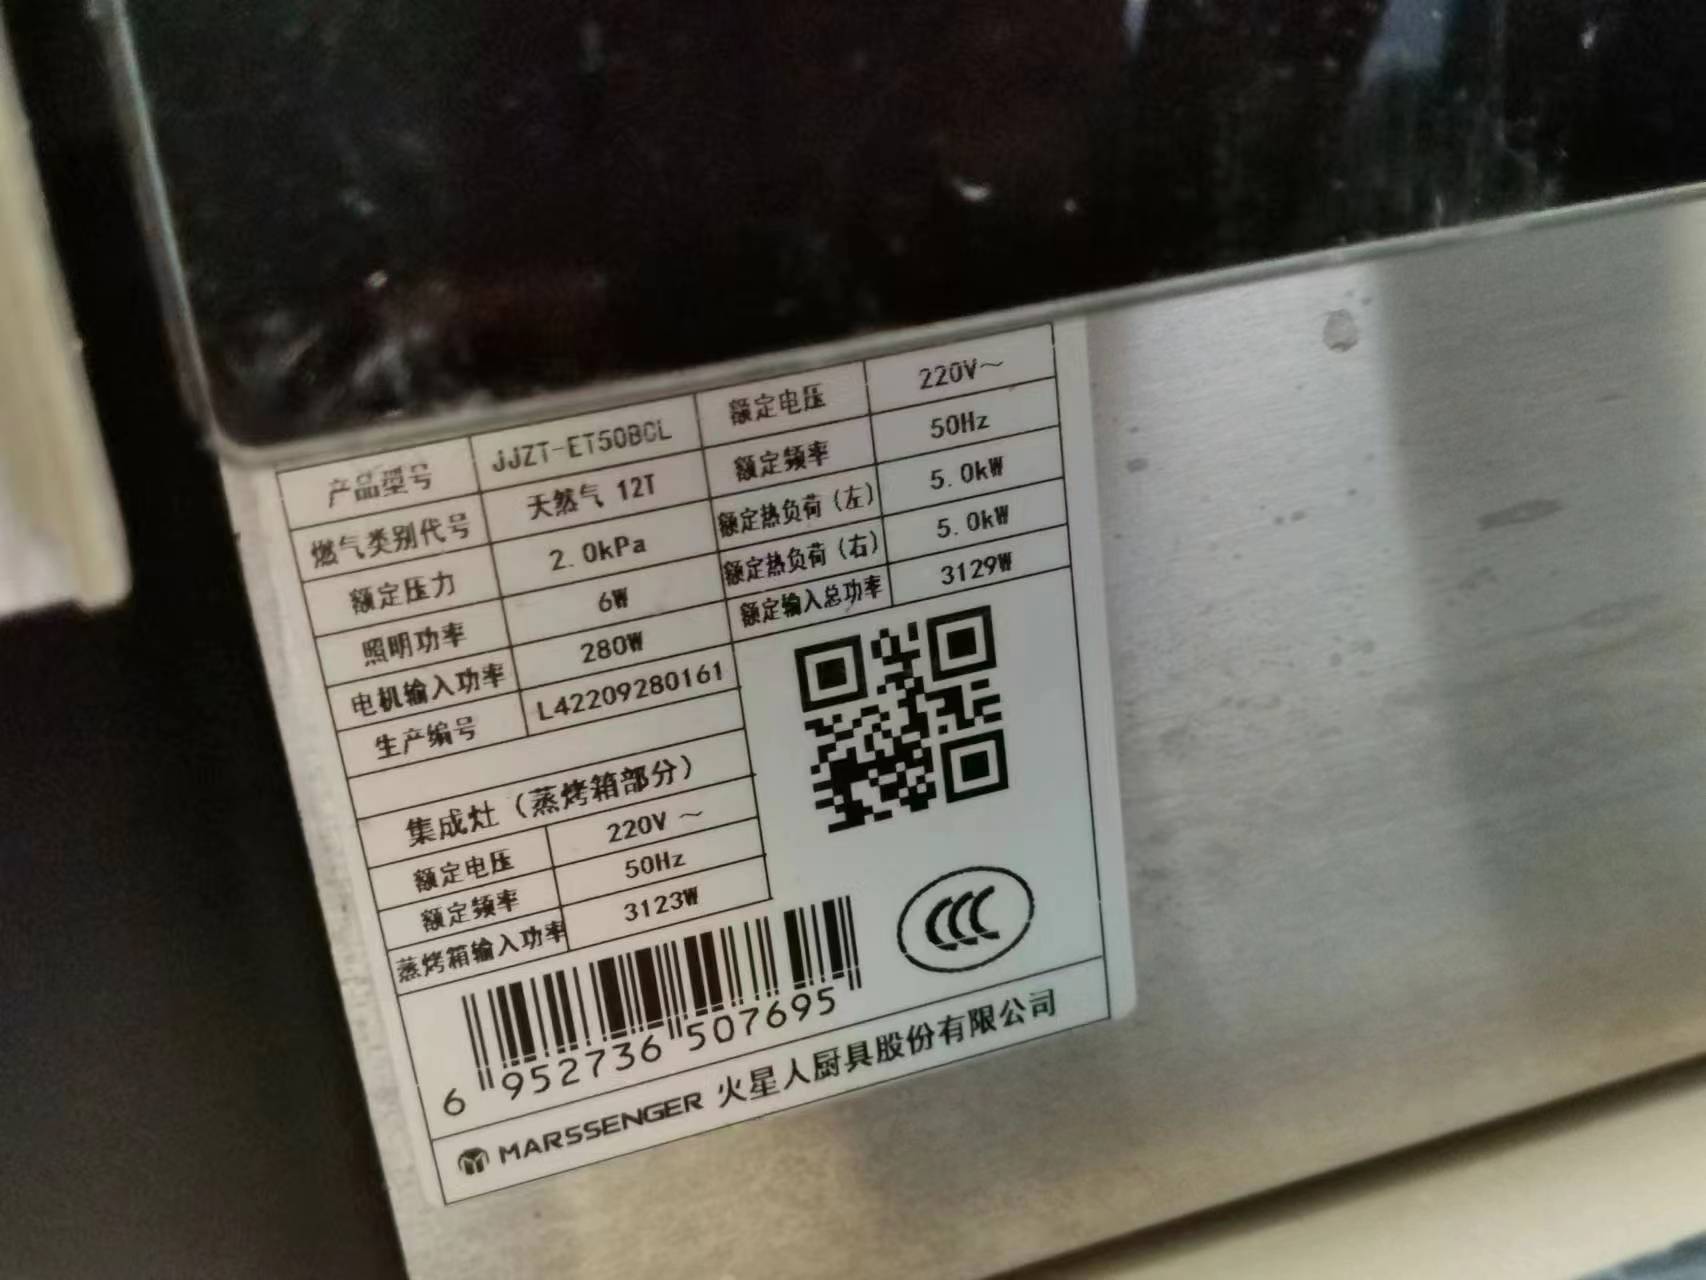 产品型号 JJZT-ET50BCL 额定电压 220V～
燃气类别代号 天然气 12T 额定频率 50Hz
额定压力 2.0kPa 额定热负荷（左） 5.0kW
照明功率 6W 额定热负荷（右） 5.0kW
电机输入功率 280W 额定输入总功率 3129W
生产编号 L42209280161
集成灶（蒸烤箱部分）
额定电压 220V ～
额定频率 50Hz
蒸烤箱输入功率 3123W
6 952736 507695
MARSSENGER 火星人厨具股份有限公司